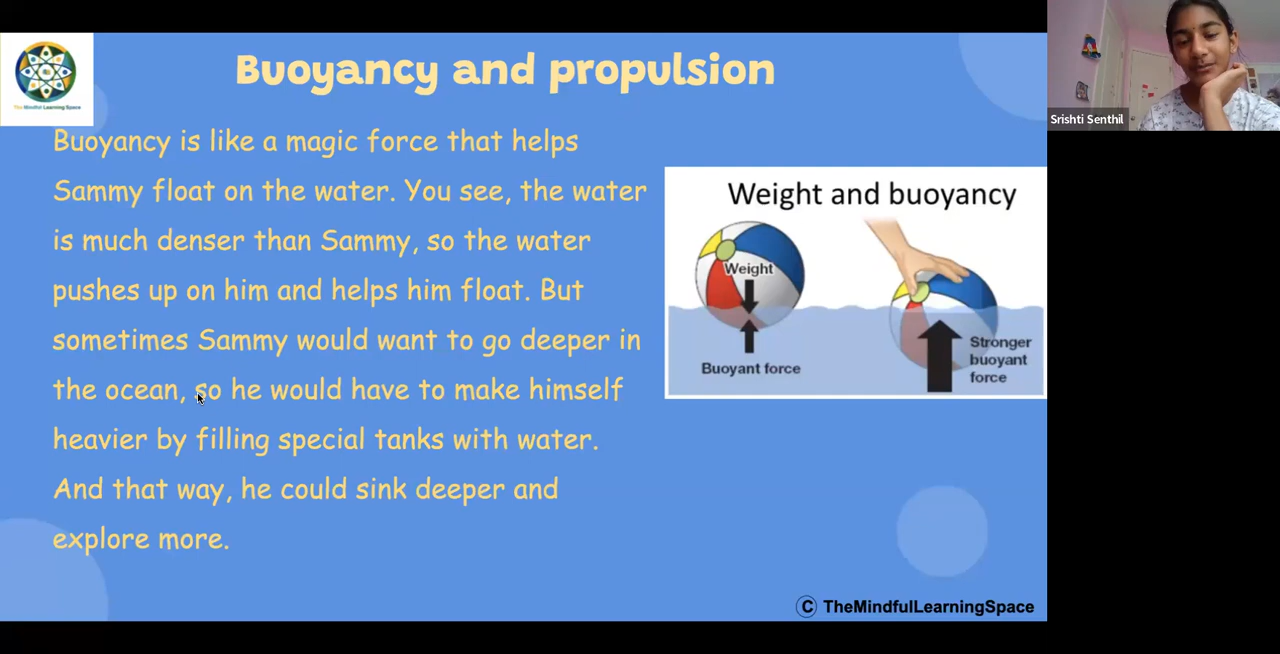 Buoyancy and propulsion
The Mindful Learning Space
Buoyancy is like a magic force that helps
Sammy float on the water. You see, the water
is much denser than Sammy, so the water
pushes up on him and helps him float. But
sometimes Sammy would want to go deeper in
the ocean, so he would have to make himself
heavier by filling special tanks with water.
And that way, he could sink deeper and
explore more.
Weight and buoyancy
Weight
Buoyant force
Stronger
buoyant
force
© TheMindfulLearningSpace
Srishti Senthil